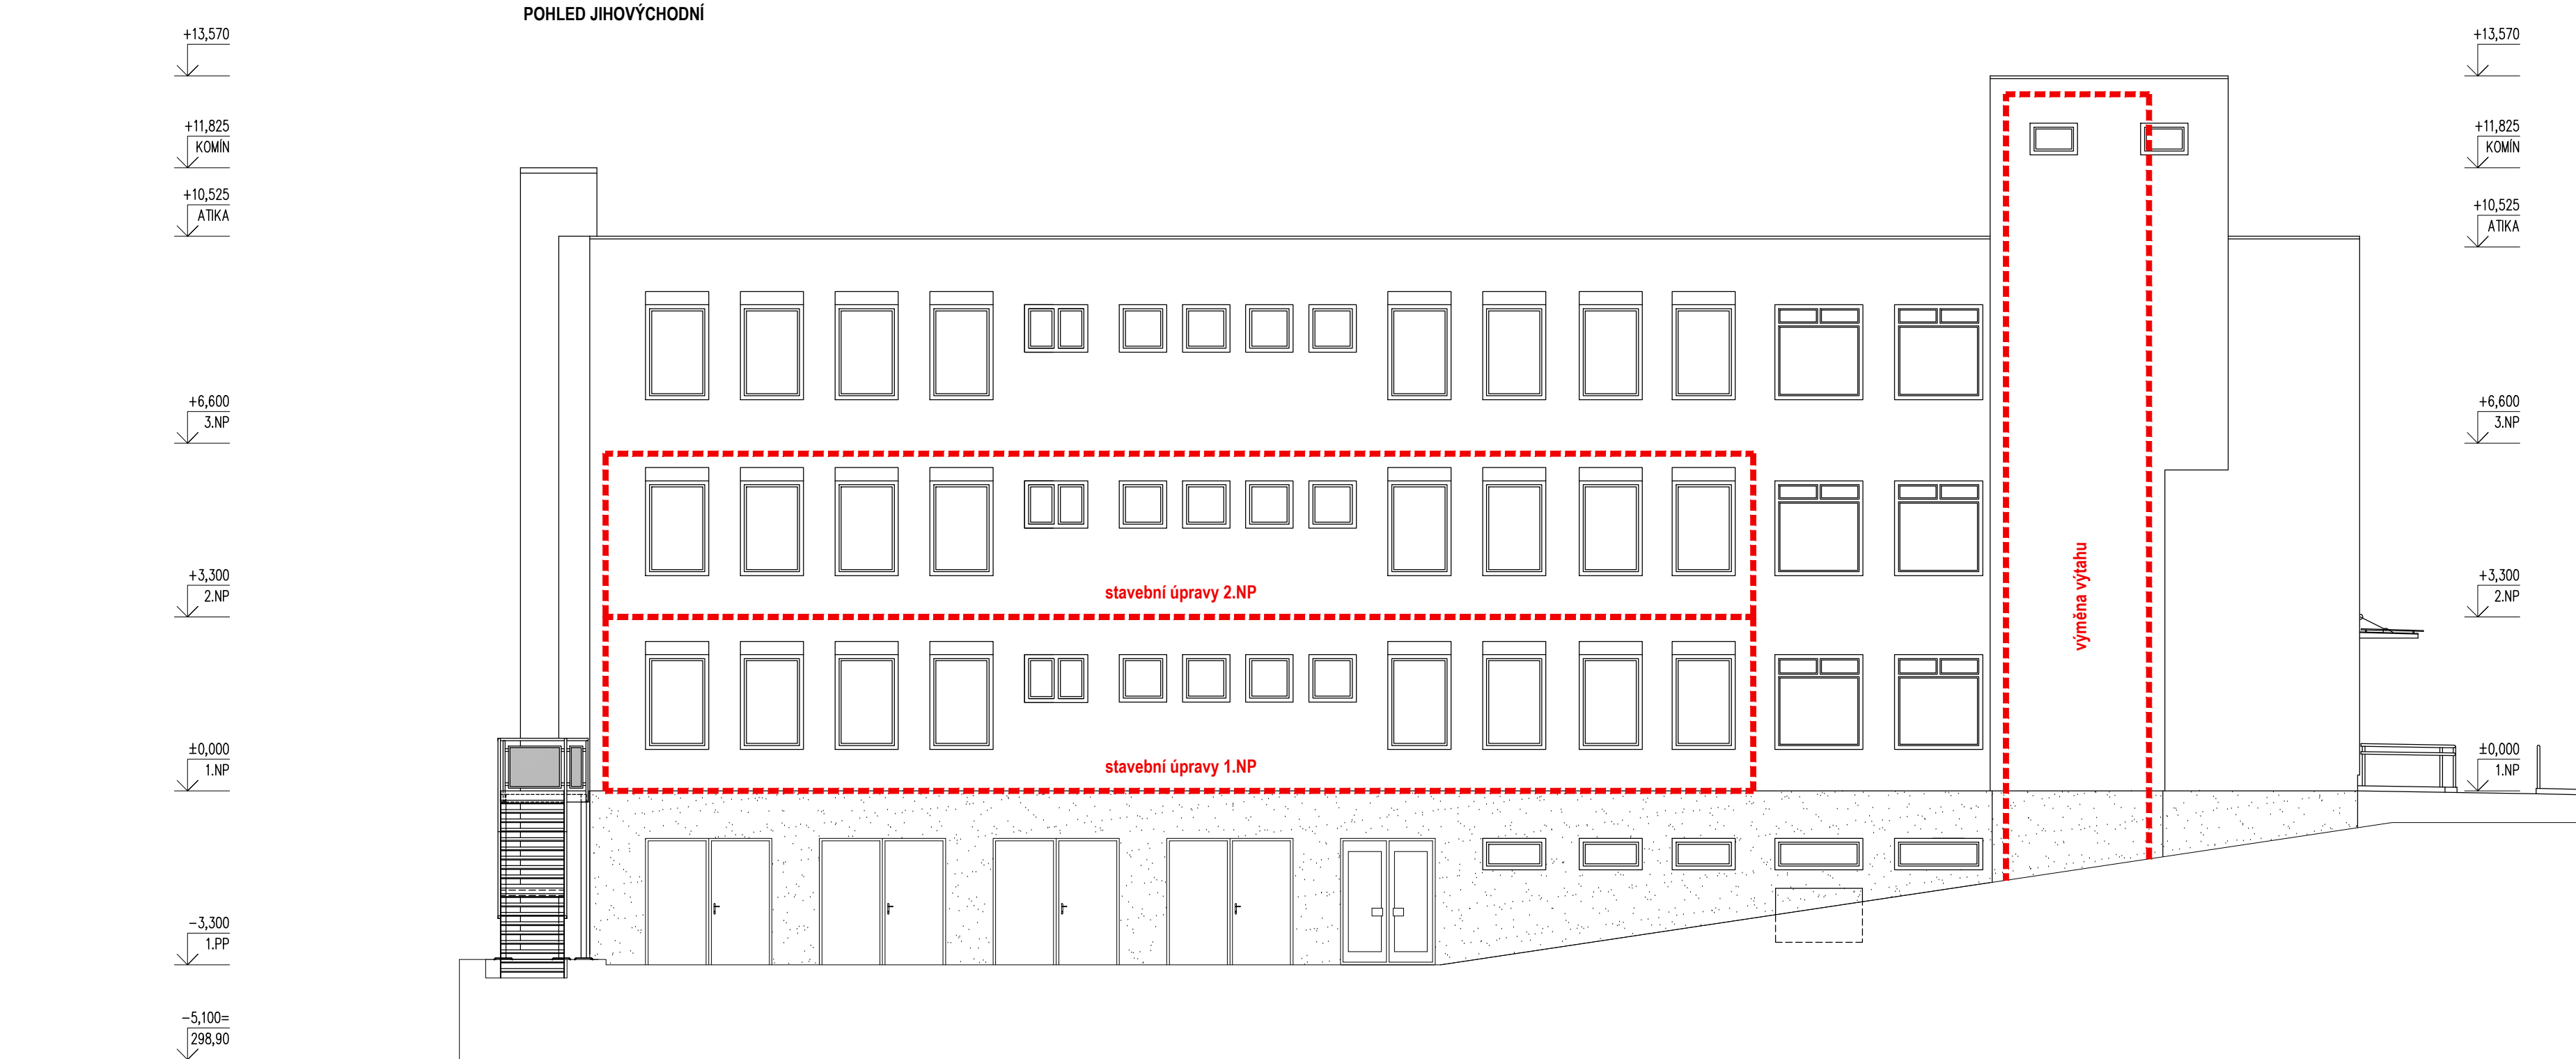 POHLED JIHOVÝCHODNÍ
+13,570
+11,825
KOMÍN
+10,525
ATIKA
+6,600
3.NP
+3,300
2.NP
±0,000
1.NP
−3,300
1.PP
−5,100=
298,90
stavební úpravy 2.NP
stavební úpravy 1.NP
výměna výtahu
+13,570
+11,825
KOMÍN
+10,525
ATIKA
+6,600
3.NP
+3,300
2.NP
±0,000
1.NP